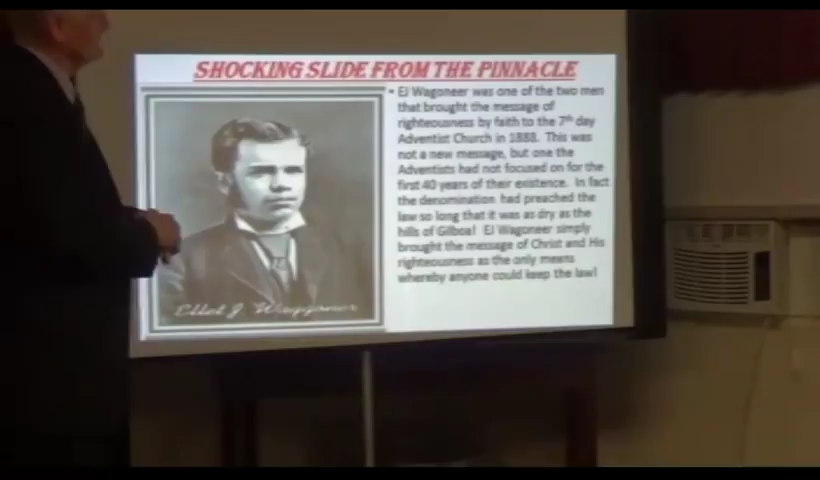 SHOCKING SLIDE FROM THE PINNACLE
• EJ Wagoneer was one of the two men
that brought the message of
righteousness by faith to the 7th day
Adventist Church in 1888. This was
not a new message, but one the
Adventists had not focused on for the
first 40 years of their existence. In fact
the denomination had preached the
law so long that it was as dry as the
hills of Gilboa! EJ Wagoneer simply
brought the message of Christ and His
righteousness as the only means
whereby anyone could keep the law!
Ellet J. Waggoner